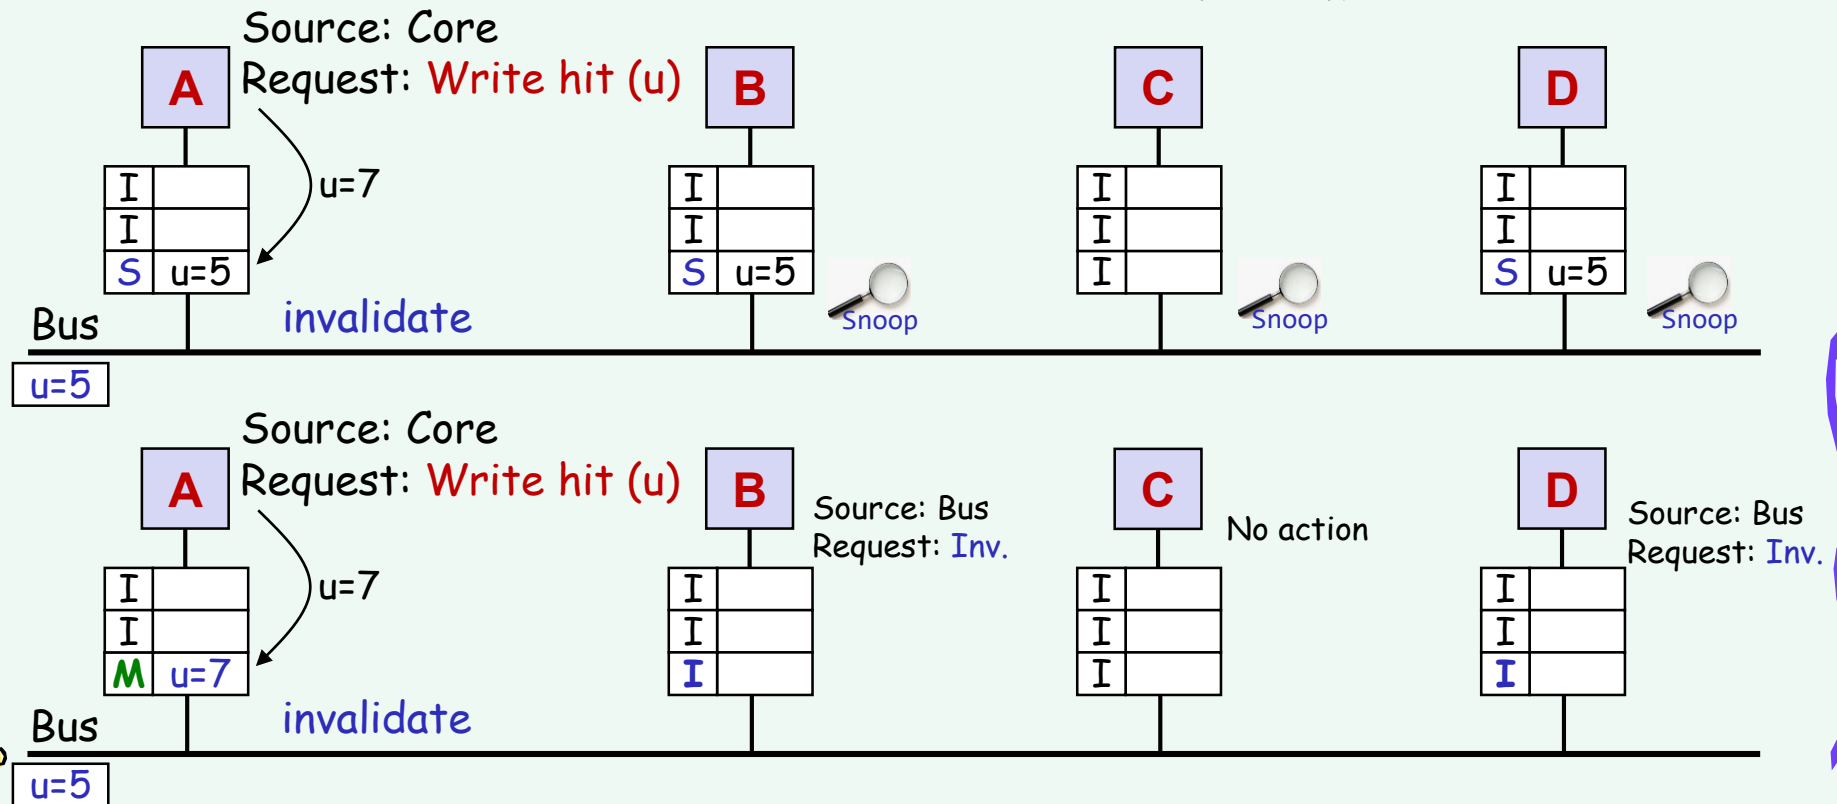 Source: Core
Request: Write hit (u)
A
B
C
D
u=7
I
I
S u=5
I
I
S u=5
I
I
I
I
I
S u=5
Snoop
Snoop
Snoop
Bus
invalidate
u=5
Source: Core
Request: Write hit (u)
A
B
Source: Bus
Request: Inv.
C
No action
D
Source: Bus
Request: Inv.
u=7
I
I
M u=7
I
I
I
I
I
I
I
I
I
Bus
invalidate
u=5